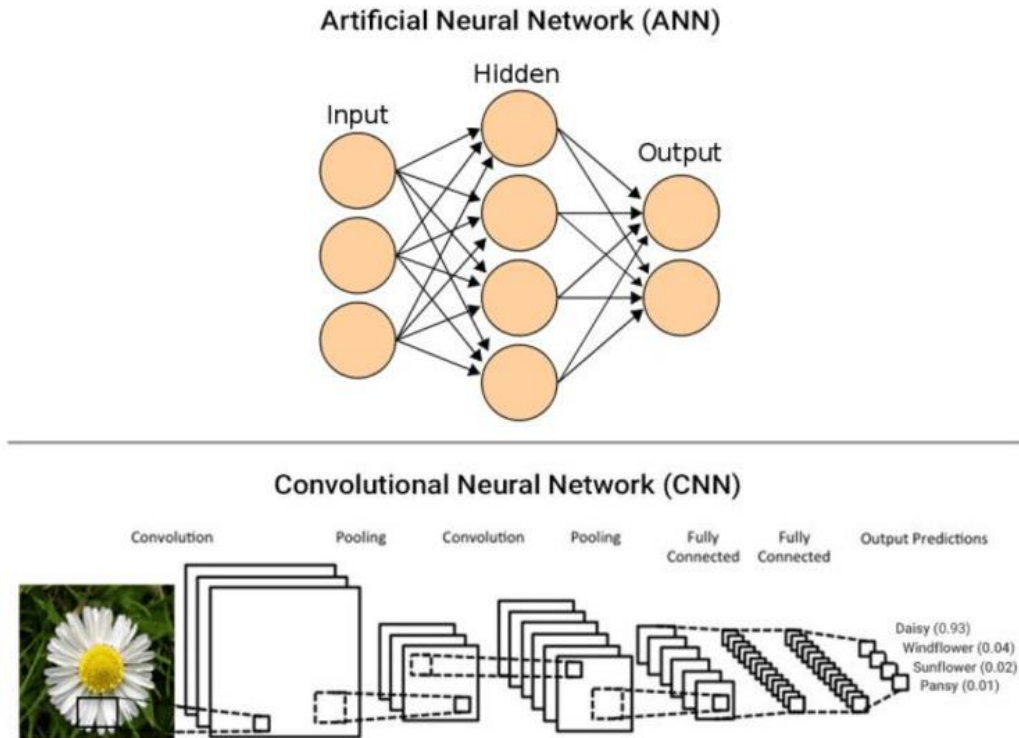 Artificial Neural Network (ANN)
Hidden
Input
Output
Convolutional Neural Network (CNN)
Convolution
Pooling
Convolution
Pooling
Fully
Connected
Fully
Connected
Output Predictions
Daisy (0.93)
Windflower (0.04)
Sunflower (0.02)
Pansy (0.01)